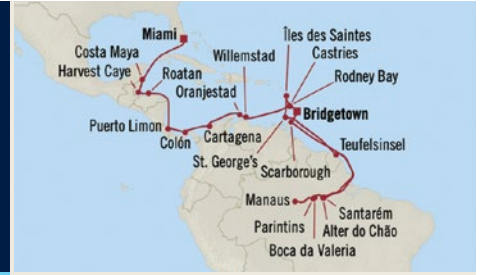 Miami
Îles des Saintes
Costa Maya
Willemstad
Castries
Harvest Caye
Roatan
Rodney Bay
Oranjestad
Bridgetown
Puerto Limon
Cartagena
Colón
Teufelsinsel
St. George's
Scarborough
Manaus
Santarém
Parintins
Alter do Chão
Boca da Valeria